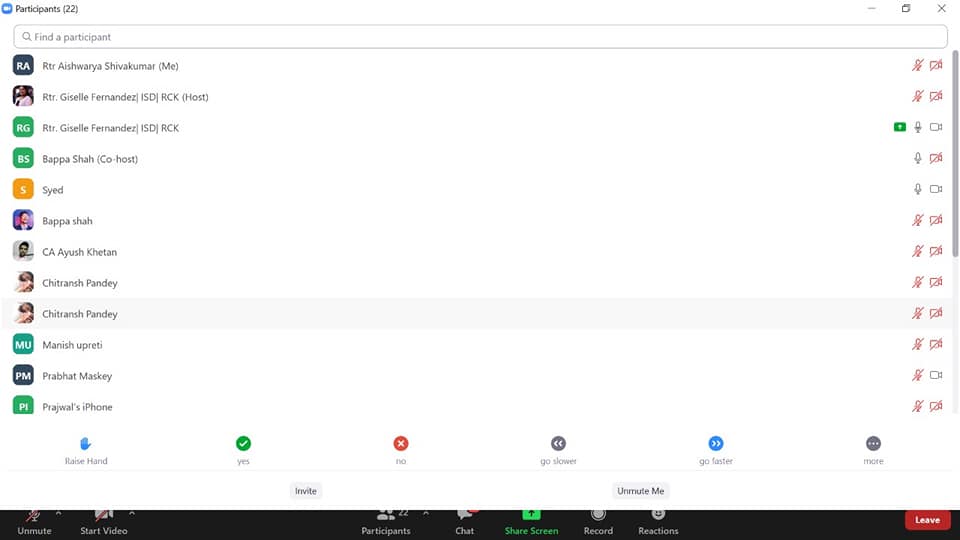 Participants (22)
Find a participant
RA Rtr Aishwarya Shivakumar (Me)
Rtr. Giselle Fernandez| ISD| RCK (Host)
RG Rtr. Giselle Fernandez| ISD| RCK
BS Bappa Shah (Co-host)
S Syed
Bappa shah
CA Ayush Khetan
Chitransh Pandey
Chitransh Pandey
MU Manish upreti
PM Prabhat Maskey
PI Prajwal's iPhone
Raise Hand yes no go slower go faster more
Invite Unmute Me
22
Unmute Start Video Participants Chat Share Screen Record Reactions Leave